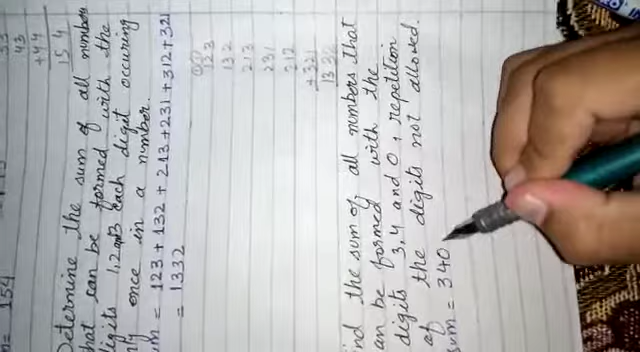 33
43
+44
154
m= 154
Determine the sum of all numbers
that can be formed with the
digits 1,2 and 3 each digit occuring
only once in a number.
sum = 123 + 132 + 213 + 231 + 312 + 321
= 1332
123
132
213
231
312
+ 321
1332
ind the sum of all numbers that
can be formed with the
digits 3, 4 and 0, repetition
of the digits not allowed.
sum = 340